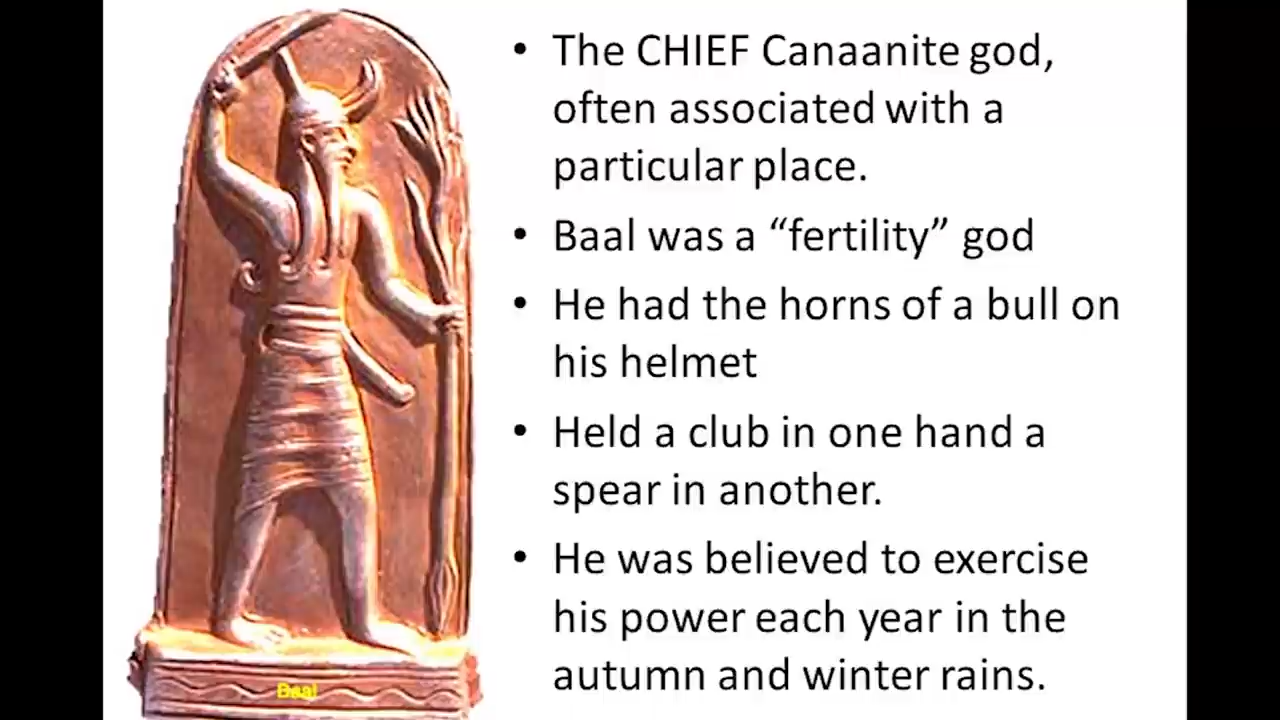 • The CHIEF Canaanite god,
often associated with a
particular place.
• Baal was a “fertility” god
• He had the horns of a bull on
his helmet
• Held a club in one hand a
spear in another.
• He was believed to exercise
his power each year in the
autumn and winter rains.
Baal